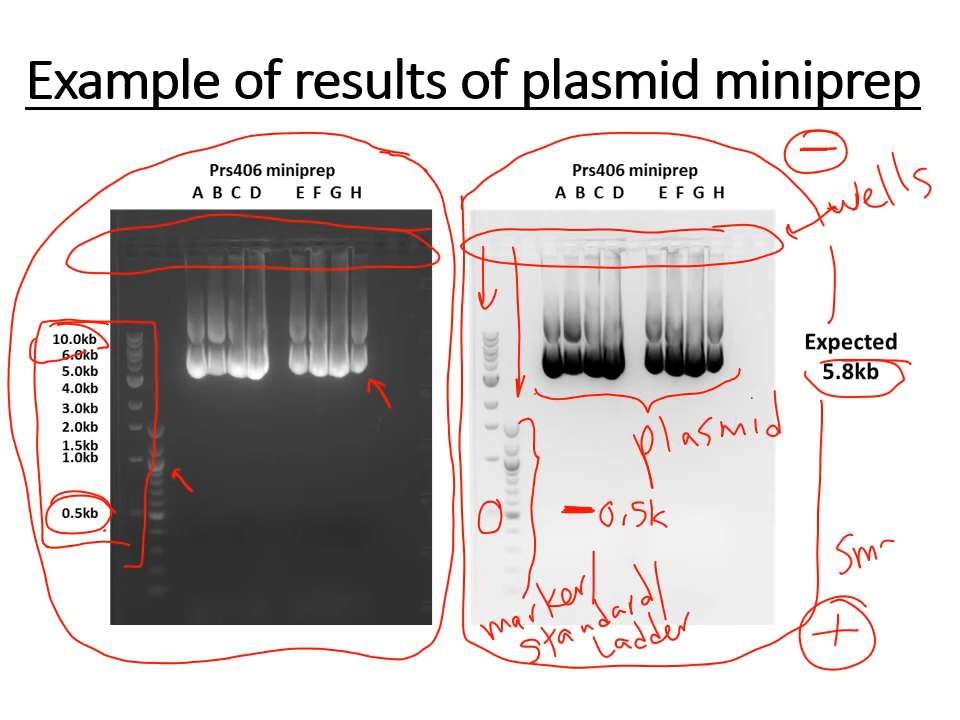 Example of results of plasmid miniprep
Prs406 miniprep
A B C D E F G H
10.0kb
6.0kb
5.0kb
4.0kb
3.0kb
2.0kb
1.5kb
1.0kb
0.5kb
Prs406 miniprep
A B C D E F G H
−
wells
Expected
5.8kb
plasmid
0
-0.5k
marker/
standard/
Ladder
Sm-
+